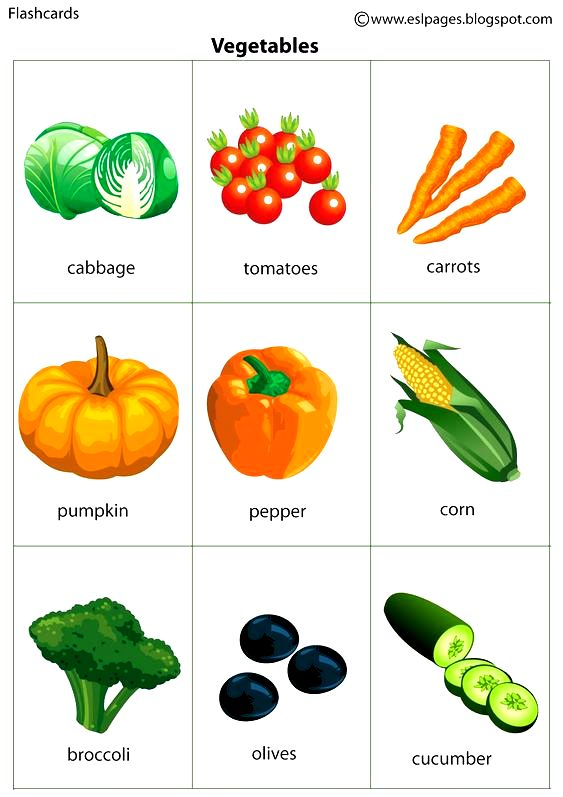 Flashcards
©www.eslpages.blogspot.com
Vegetables
cabbage
tomatoes
carrots
pumpkin
pepper
corn
broccoli
olives
cucumber